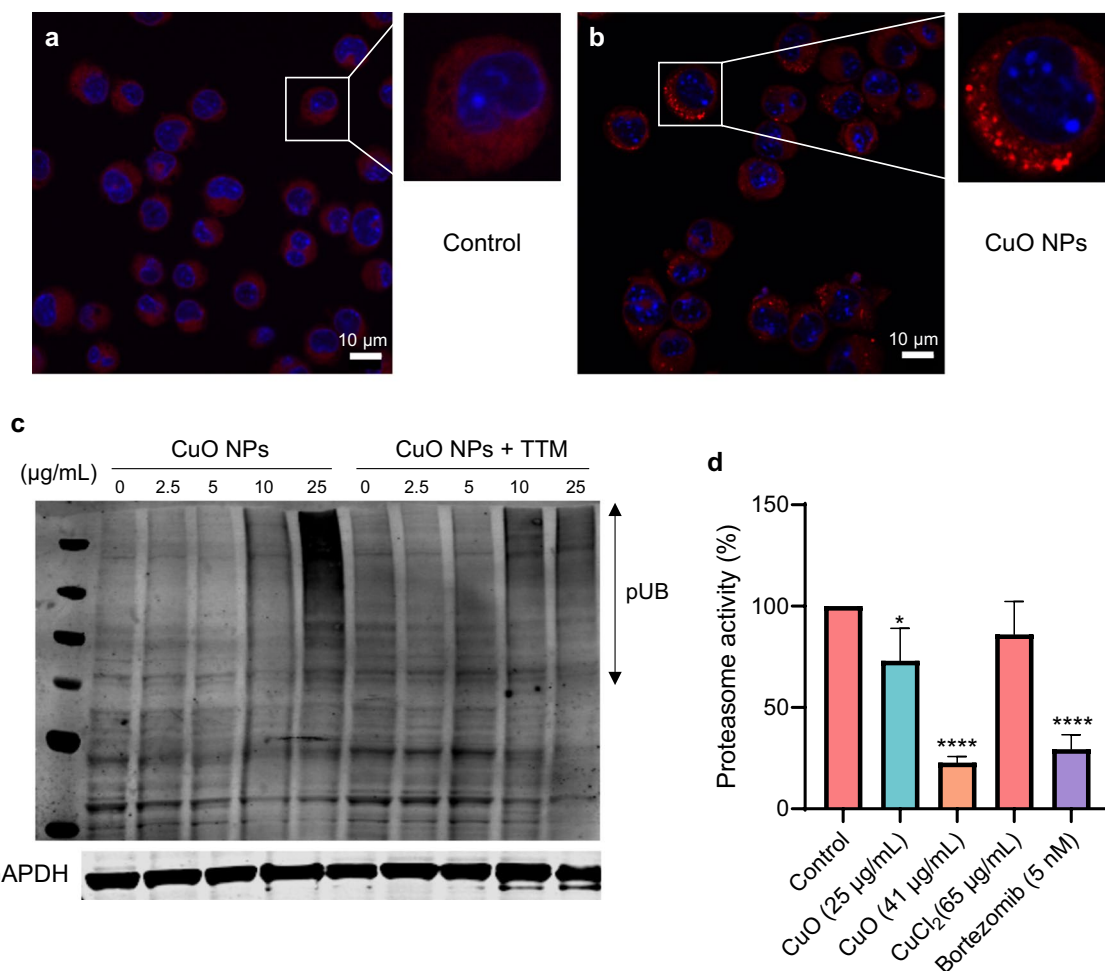 a
b
Control
CuO NPs
10 µm
10 µm
c
CuO NPs
CuO NPs + TTM
(µg/mL)
0 2.5 5 10 25 0 2.5 5 10 25
pUB
APDH
d
Proteasome activity (%)
150
100
50
0
*
****
****
Control
CuO (25 µg/mL)
CuO (41 µg/mL)
CuCl₂(65 µg/mL)
Bortezomib (5 nM)